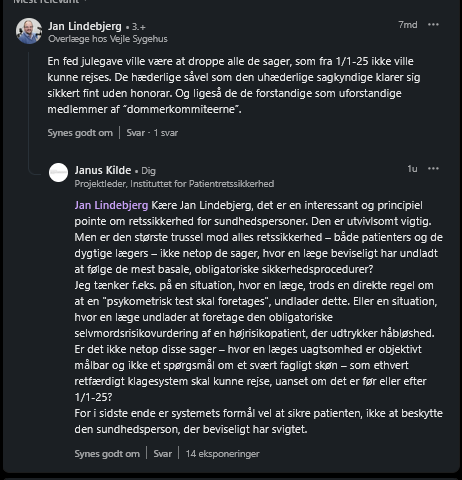 Mest relevant
Jan Lindebjerg • 3.+
7md
Overlæge hos Vejle Sygehus
En fed julegave ville være at droppe alle de sager, som fra 1/1-25 ikke ville
kunne rejses. De hæderlige såvel som den uhæderlige sagkyndige klarer sig
sikkert fint uden honorar. Og ligeså de de forstandige som uforstandige
medlemmer af "dommerkommiteerne".
Synes godt om | Svar · 1 svar
Janus Kilde • Dig
1u
Projektleder, Instituttet for Patientretssikkerhed
Jan Lindebjerg Kære Jan Lindebjerg, det er en interessant og principiel
pointe om retssikkerhed for sundhedspersoner. Den er utvivlsomt vigtig.
Men er den største trussel mod alles retssikkerhed – både patienters og de
dygtige lægers – ikke netop de sager, hvor en læge beviseligt har undladt
at følge de mest basale, obligatoriske sikkerhedsprocedurer?
Jeg tænker f.eks. på en situation, hvor en læge, trods en direkte regel om
at en "psykometrisk test skal foretages", undlader dette. Eller en situation,
hvor en læge undlader at foretage den obligatoriske
selvmordsrisikovurdering af en højrisikopatient, der udtrykker håbløshed.
Er det ikke netop disse sager – hvor en læges uagtsomhed er objektivt
målbar og ikke et spørgsmål om et svært fagligt skøn – som ethvert
retfærdigt klagesystem skal kunne rejse, uanset om det er før eller efter
1/1-25?
For i sidste ende er systemets formål vel at sikre patienten, ikke at beskytte
den sundhedsperson, der beviseligt har svigtet.
Synes godt om | Svar | 14 eksponeringer